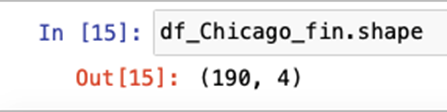 In [15]: df_Chicago_fin.shape
Out[15]: (190, 4)